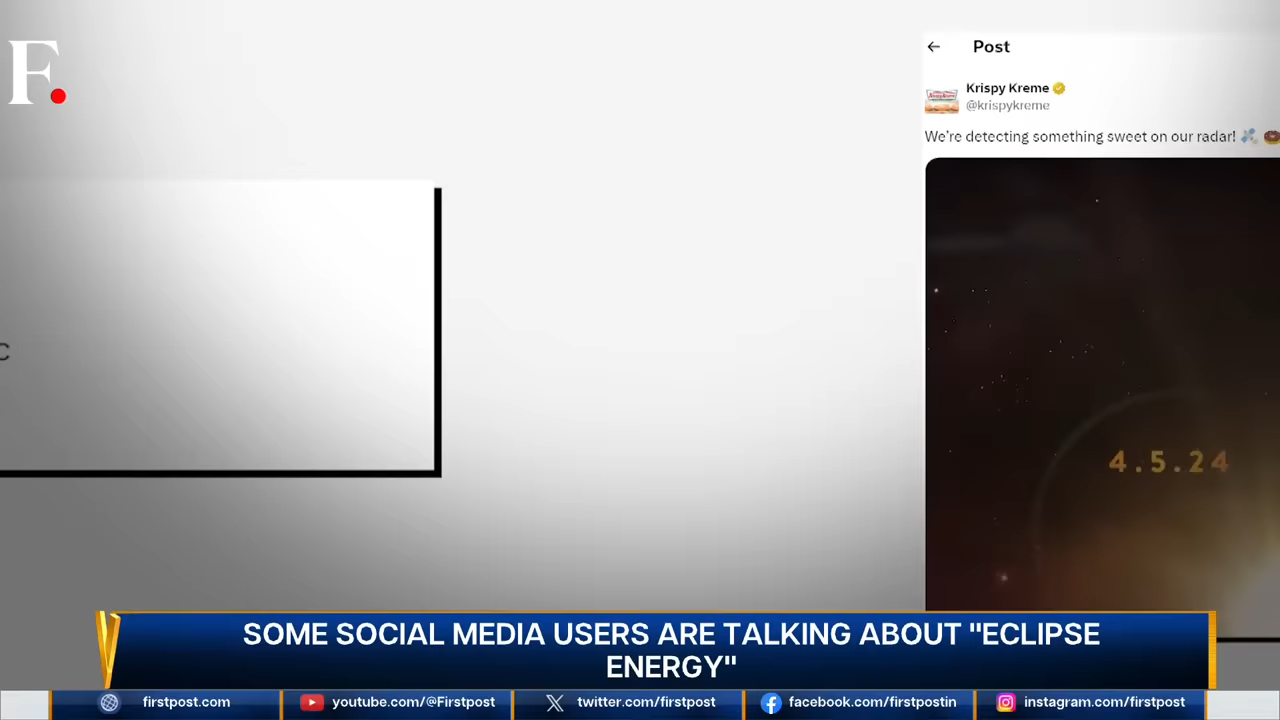 F.
Post
Krispy Kreme
@krispykreme
We're detecting something sweet on our radar!
C
4.5.24
SOME SOCIAL MEDIA USERS ARE TALKING ABOUT "ECLIPSE
ENERGY"
firstpost.com
youtube.com/@Firstpost
twitter.com/firstpost
facebook.com/firstpostin
instagram.com/firstpost